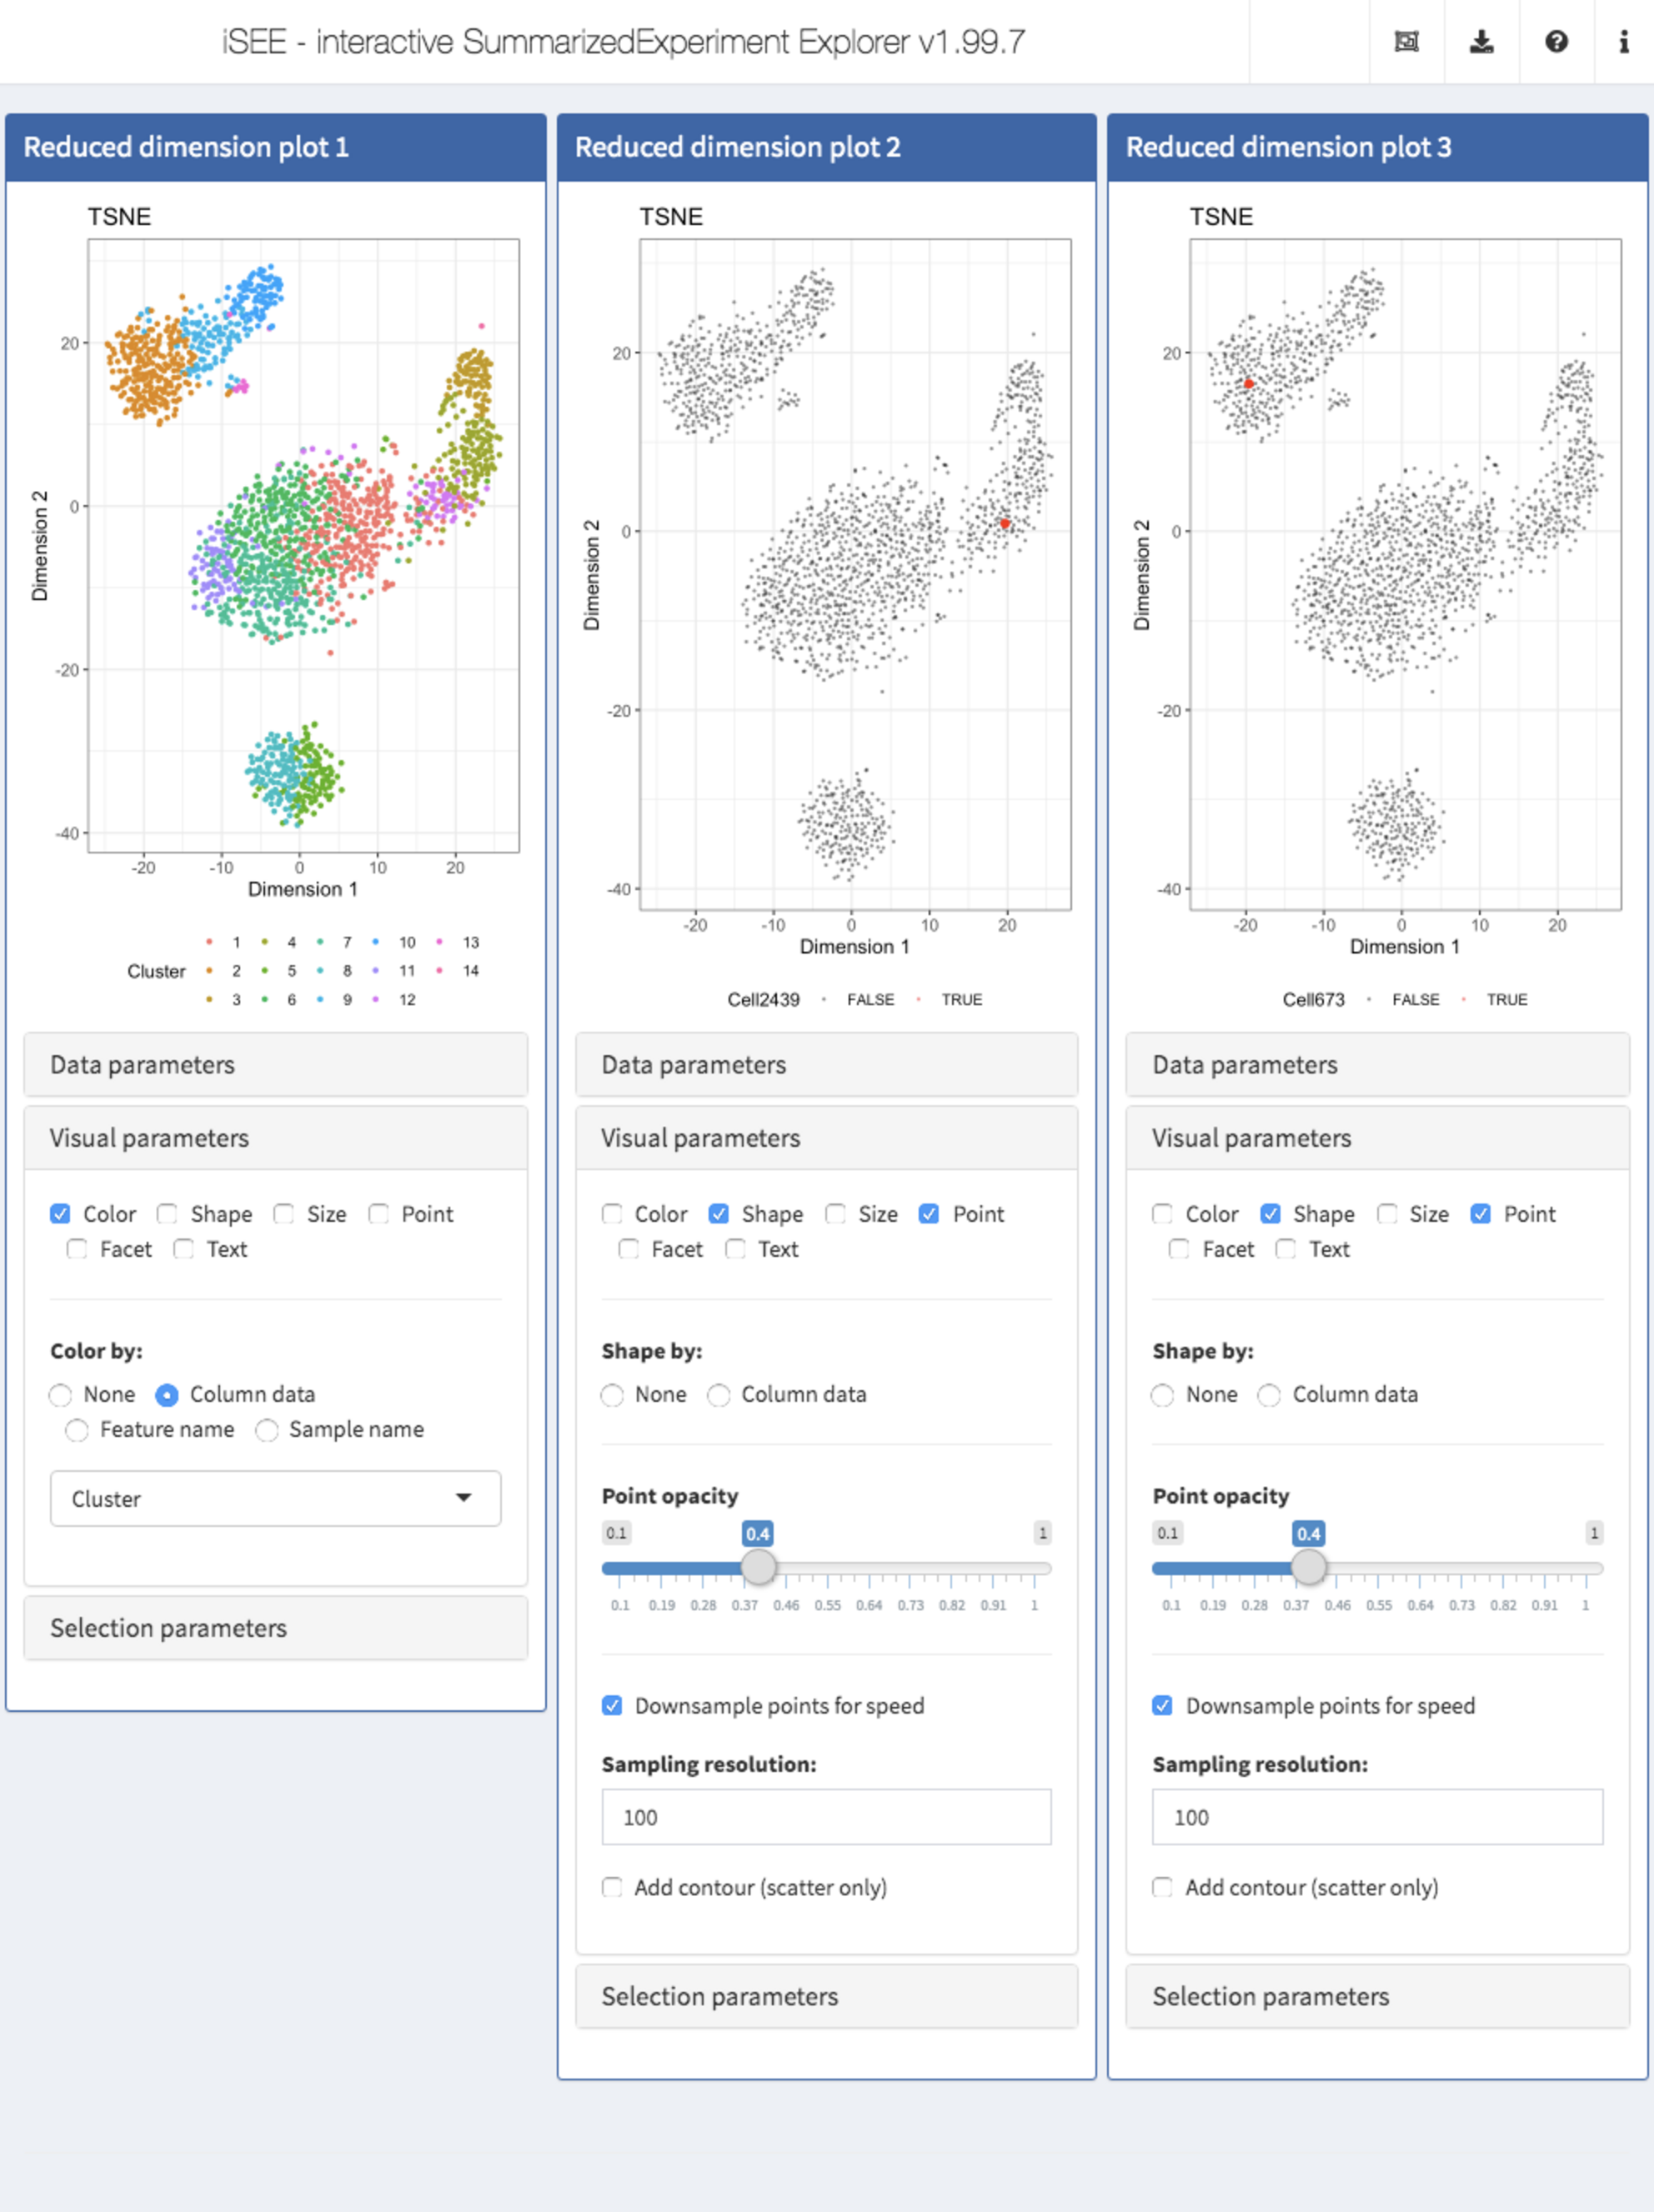 iSEE - interactive SummarizedExperiment Explorer v1.99.7
Reduced dimension plot 1
TSNE
20
0
-20
-40
Dimension 2
-20 -10 0 10 20
Dimension 1
Cluster
1 4 7 10 13
2 5 8 11 14
3 6 9 12
Data parameters
Visual parameters
Color Shape Size Point
Facet Text
Color by:
None Column data
Feature name Sample name
Cluster
Selection parameters
Reduced dimension plot 2
TSNE
20
0
-20
-40
Dimension 2
-20 -10 0 10 20
Dimension 1
Cell2439 FALSE TRUE
Data parameters
Visual parameters
Color Shape Size Point
Facet Text
Shape by:
None Column data
Point opacity
0.1 0.4 1
0.1 0.19 0.28 0.37 0.46 0.55 0.64 0.73 0.82 0.91 1
Downsample points for speed
Sampling resolution:
100
Add contour (scatter only)
Selection parameters
Reduced dimension plot 3
TSNE
20
0
-20
-40
Dimension 2
-20 -10 0 10 20
Dimension 1
Cell673 FALSE TRUE
Data parameters
Visual parameters
Color Shape Size Point
Facet Text
Shape by:
None Column data
Point opacity
0.1 0.4 1
0.1 0.19 0.28 0.37 0.46 0.55 0.64 0.73 0.82 0.91 1
Downsample points for speed
Sampling resolution:
100
Add contour (scatter only)
Selection parameters